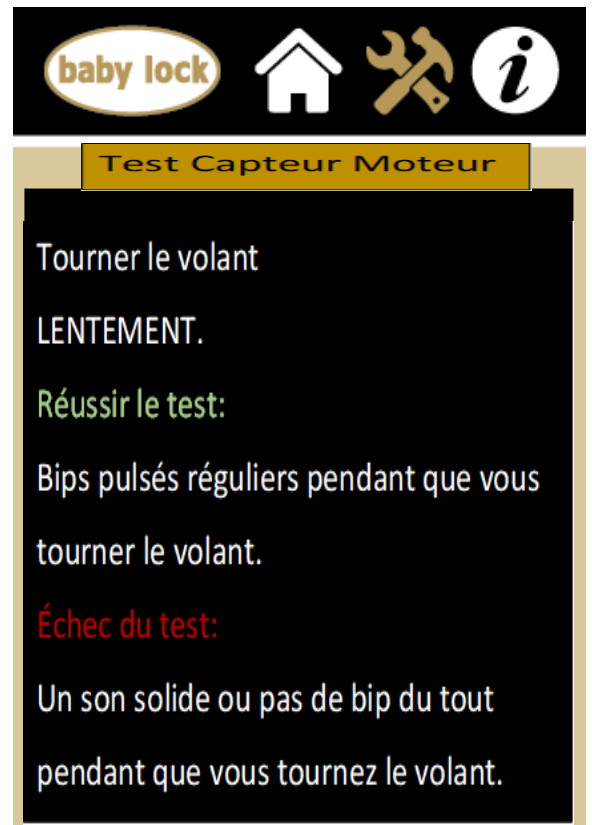 baby lock
i
Test Capteur Moteur
Tourner le volant
LENTEMENT.
Réussir le test:
Bips pulsés réguliers pendant que vous
tourner le volant.
Échec du test:
Un son solide ou pas de bip du tout
pendant que vous tournez le volant.